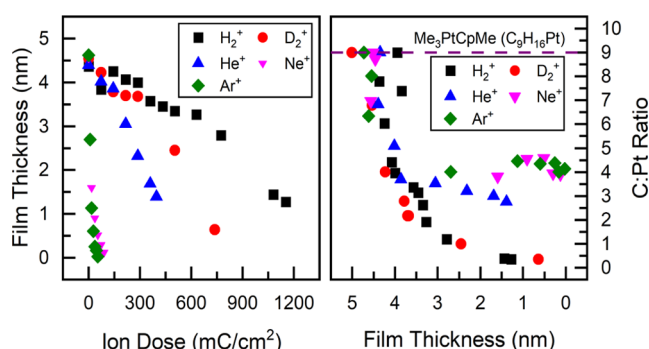 H₂⁺ D₂⁺
He⁺ Ne⁺
Ar⁺
5
4
3
2
1
0
Film Thickness (nm)
0 300 600 900 1200
Ion Dose (mC/cm²)
Me₃PtCpMe (C₉H₁₆Pt)
H₂⁺ D₂⁺
He⁺ Ne⁺
Ar⁺
10
9
8
7
6
5
4
3
2
1
0
C:Pt Ratio
5 4 3 2 1 0
Film Thickness (nm)